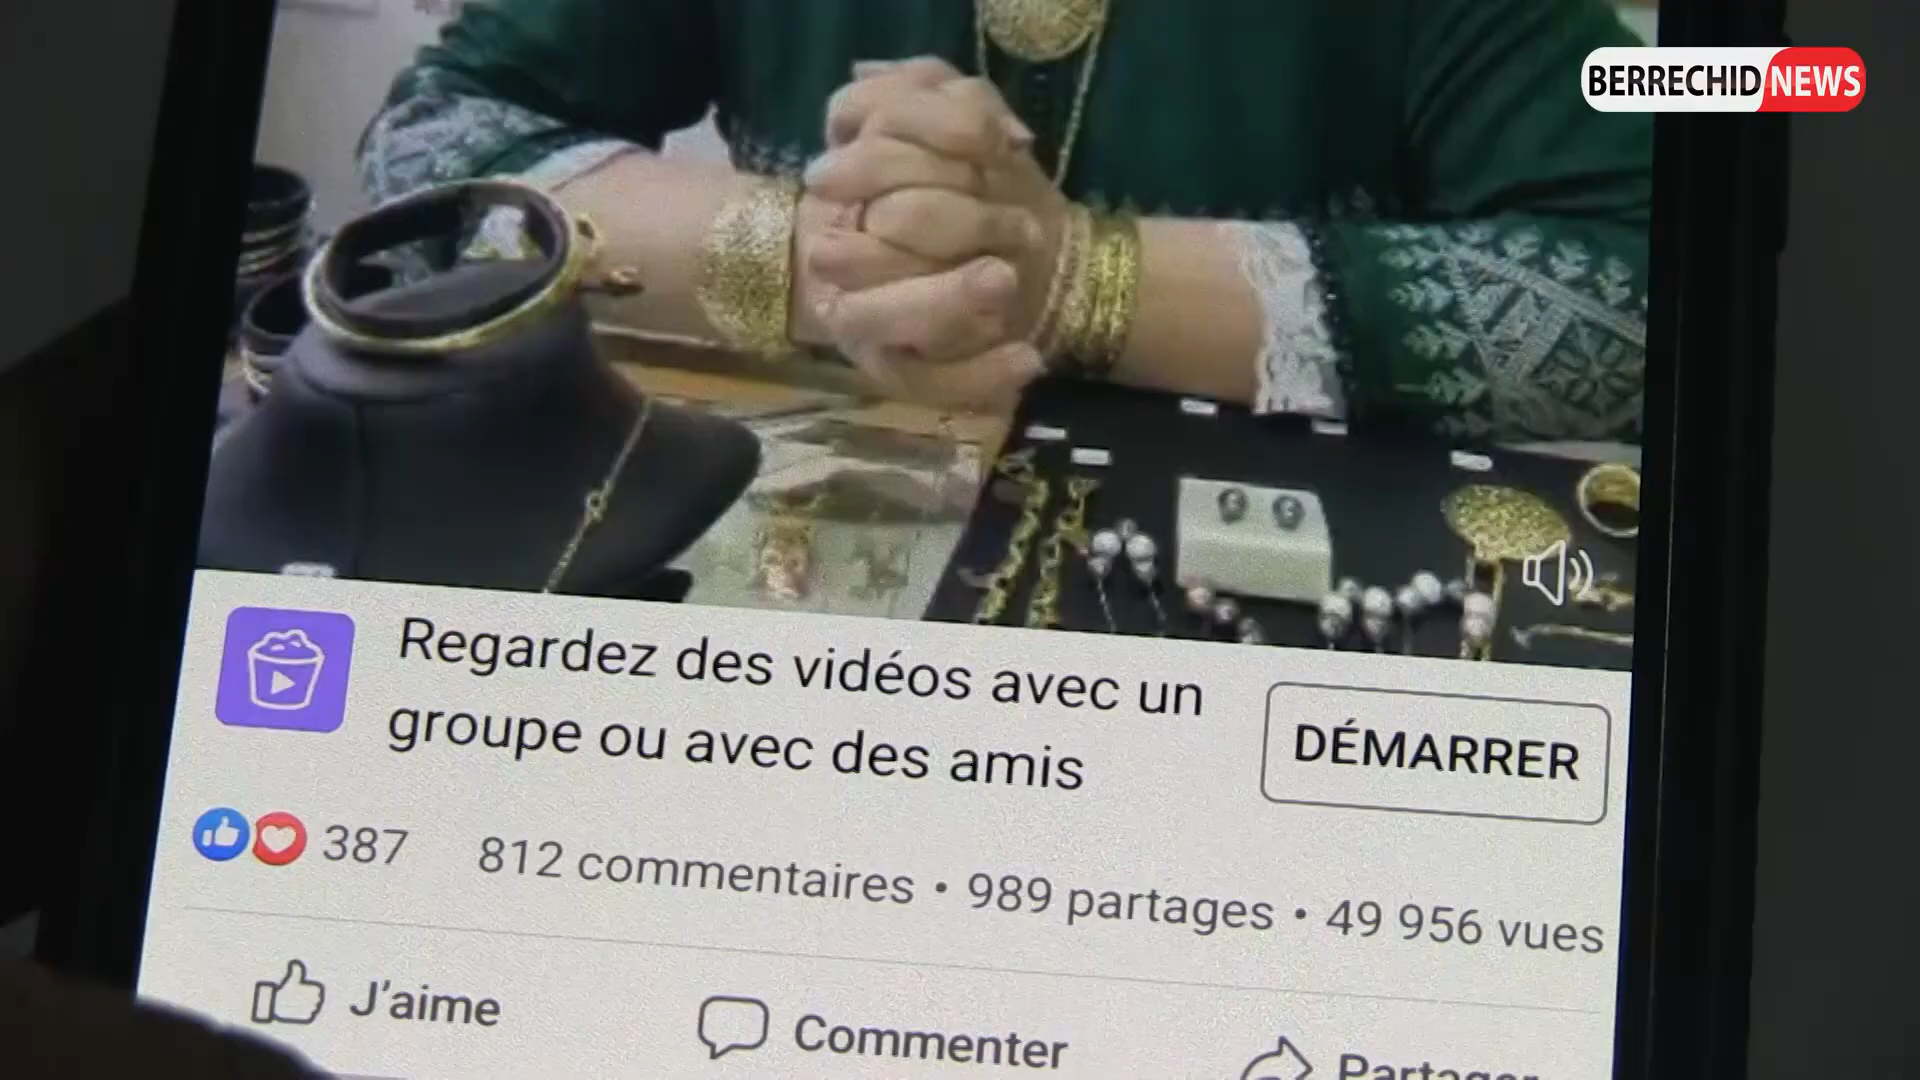 BERRECHID NEWS
Regardez des vidéos avec un
groupe ou avec des amis
DÉMARRER
387 812 commentaires • 989 partages • 49 956 vues
J'aime Commenter Partager